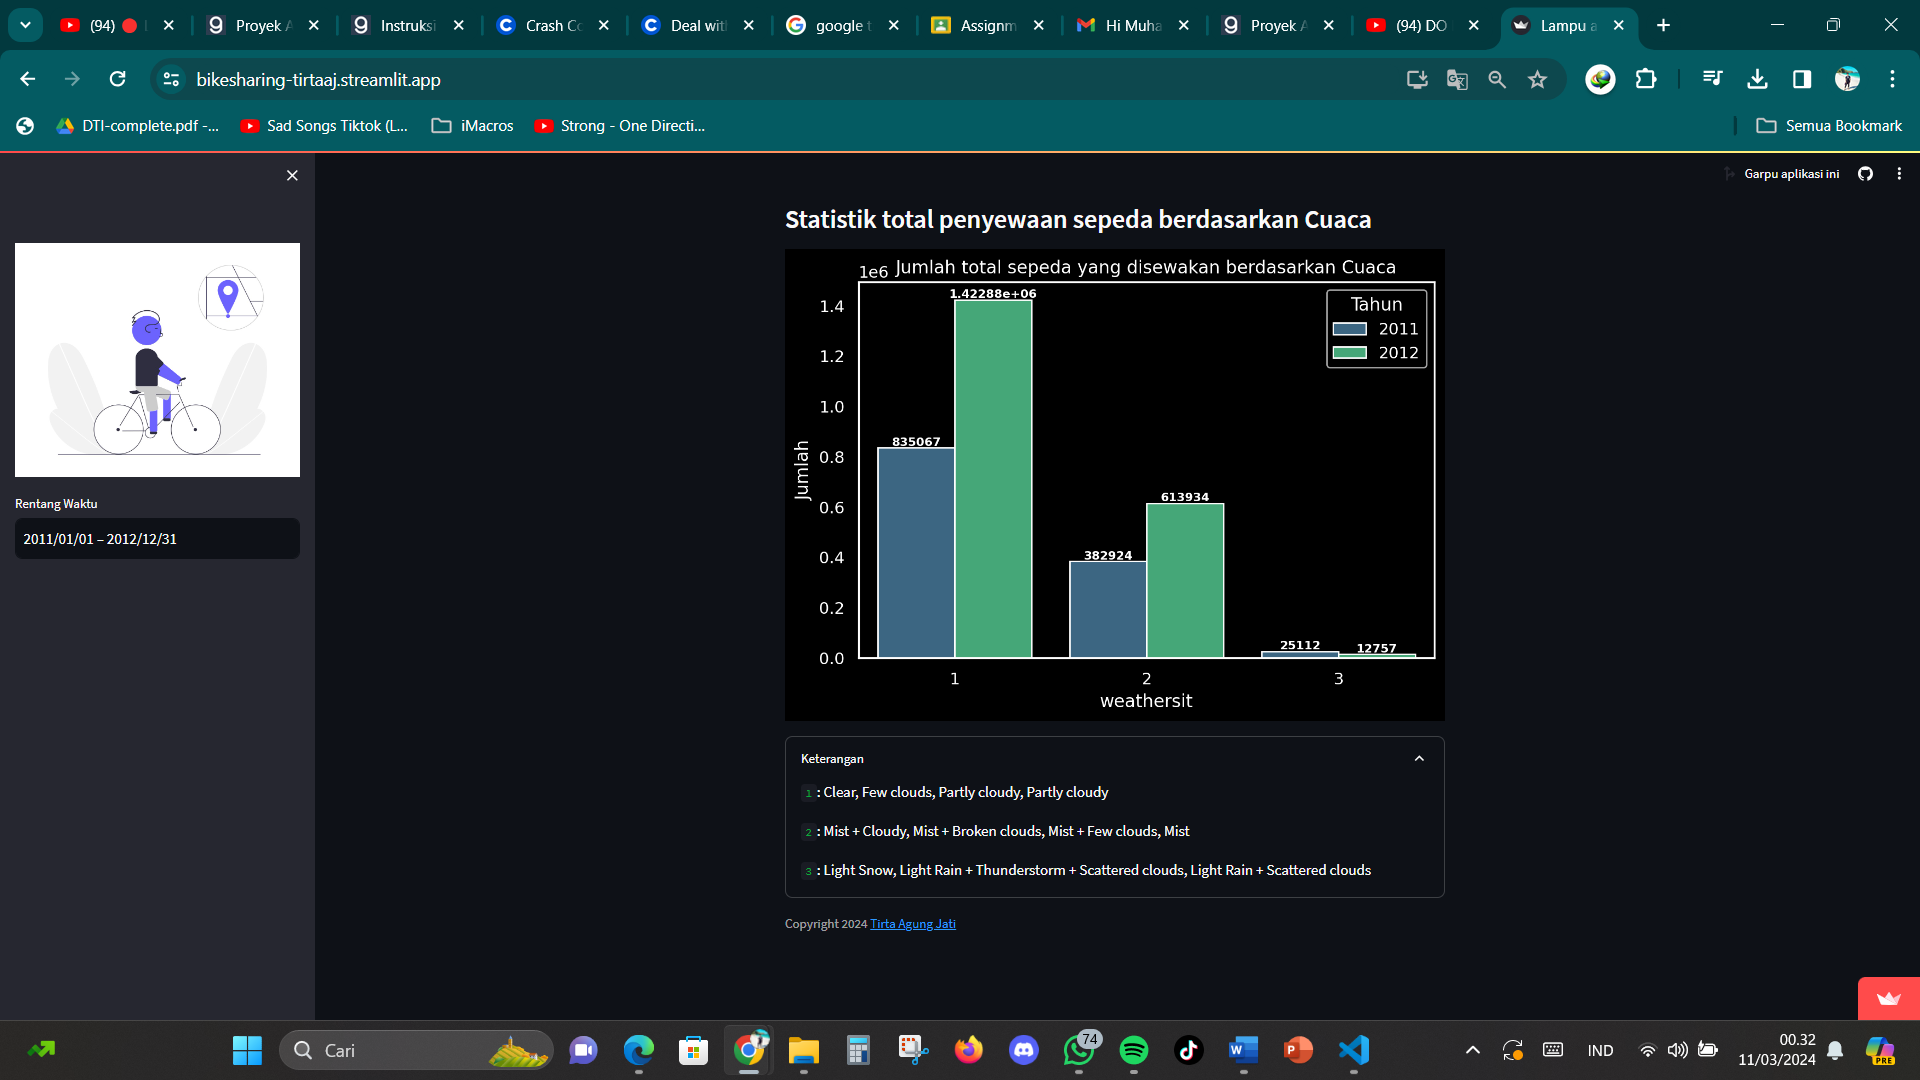 (94)
Proyek A
Instruksi
Crash Co
Deal wit
google t
Assignm
Hi Muha
Proyek A
(94) DO
Lampu a
bikesharing-tirtaaj.streamlit.app
DTI-complete.pdf -...
Sad Songs Tiktok (L...
iMacros
Strong - One Directi...
Semua Bookmark
Garpu aplikasi ini
Rentang Waktu
2011/01/01 – 2012/12/31
Statistik total penyewaan sepeda berdasarkan Cuaca
Jumlah total sepeda yang disewakan berdasarkan Cuaca
1e6
1.4
1.2
1.0
0.8
0.6
0.4
0.2
0.0
Jumlah
1.42288e+06
835067
613934
382924
25112
12757
Tahun
2011
2012
1 2 3
weathersit
Keterangan
1 : Clear, Few clouds, Partly cloudy, Partly cloudy
2 : Mist + Cloudy, Mist + Broken clouds, Mist + Few clouds, Mist
3 : Light Snow, Light Rain + Thunderstorm + Scattered clouds, Light Rain + Scattered clouds
Copyright 2024 Tirta Agung Jati
Cari
74
IND
00.32
11/03/2024
PRE